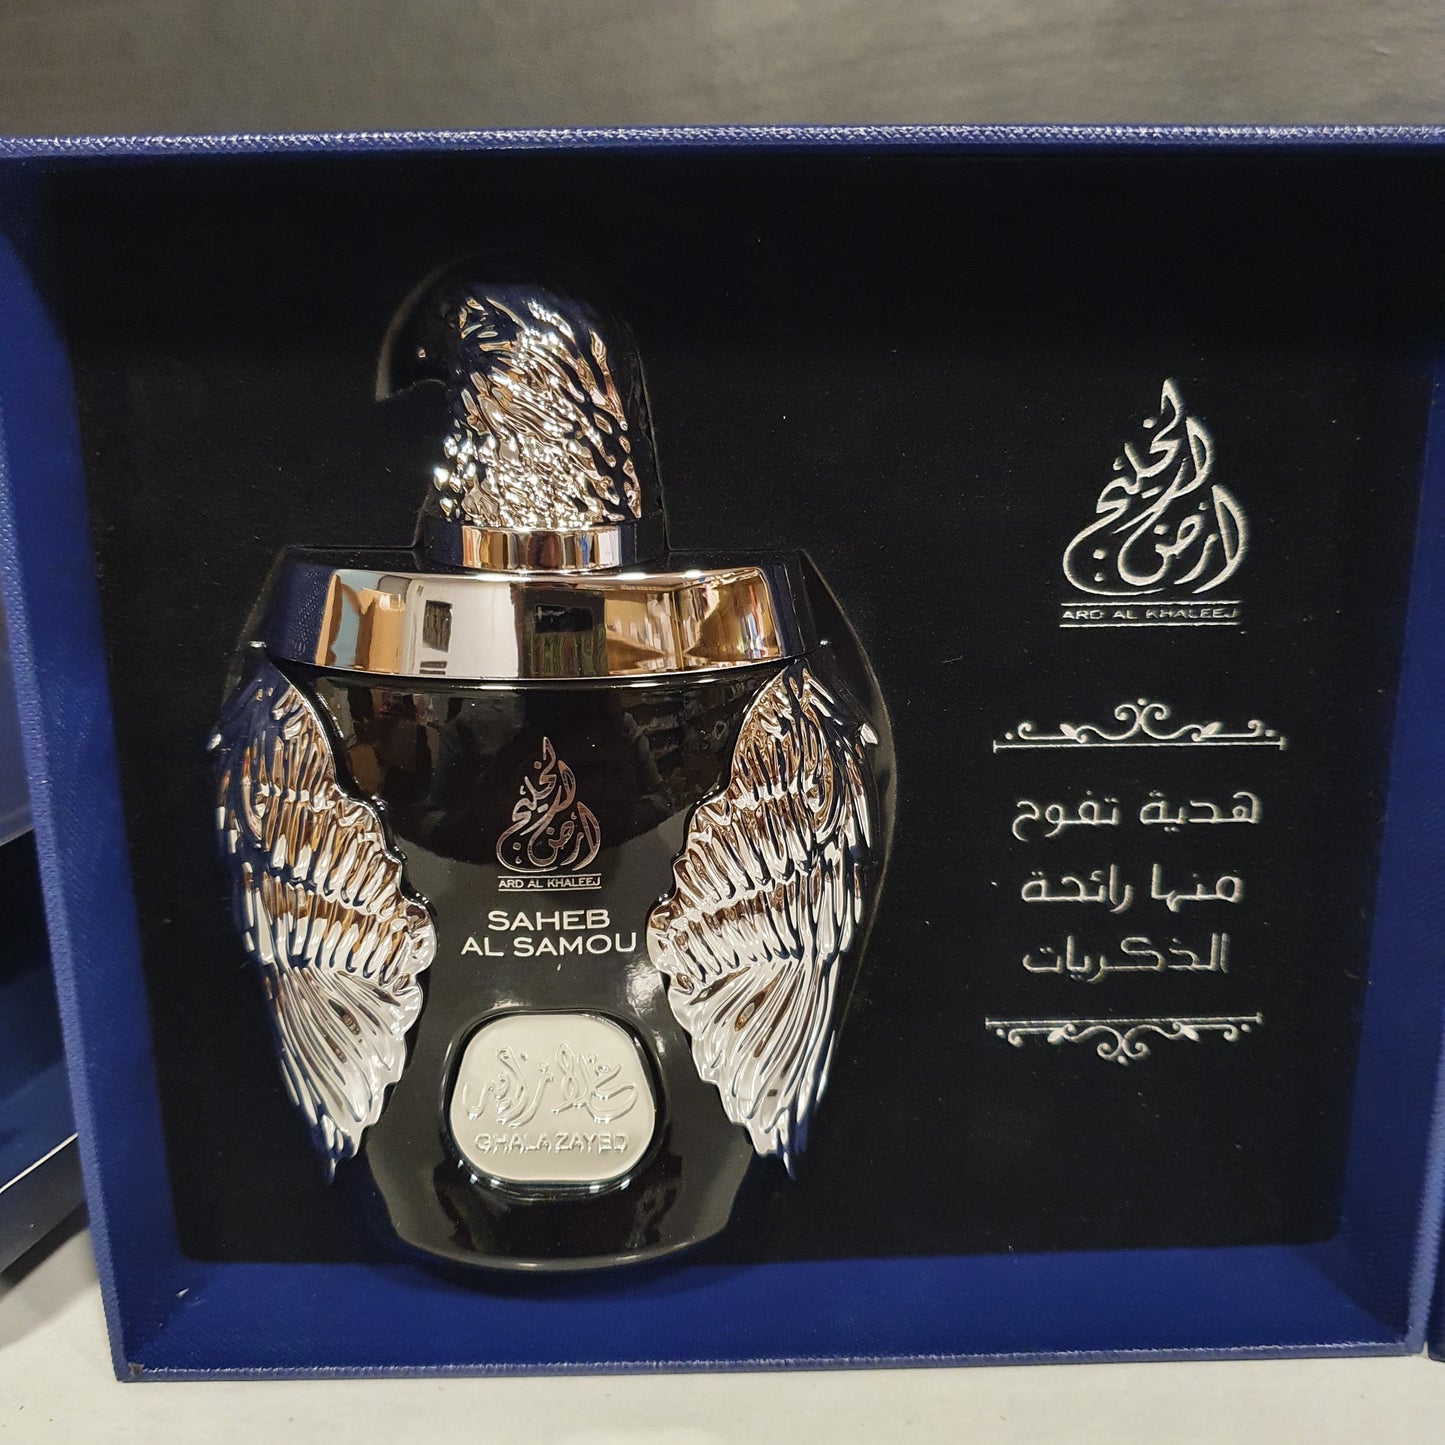 أرض الخليج
ARD AL KHALEEJ
SAHEB
AL SAMOU
غلا زايد
GHALA ZAYED
ارض الخليج
ARD AL KHALEEJ
هدية تفوح
منها رائحة
الذكريات